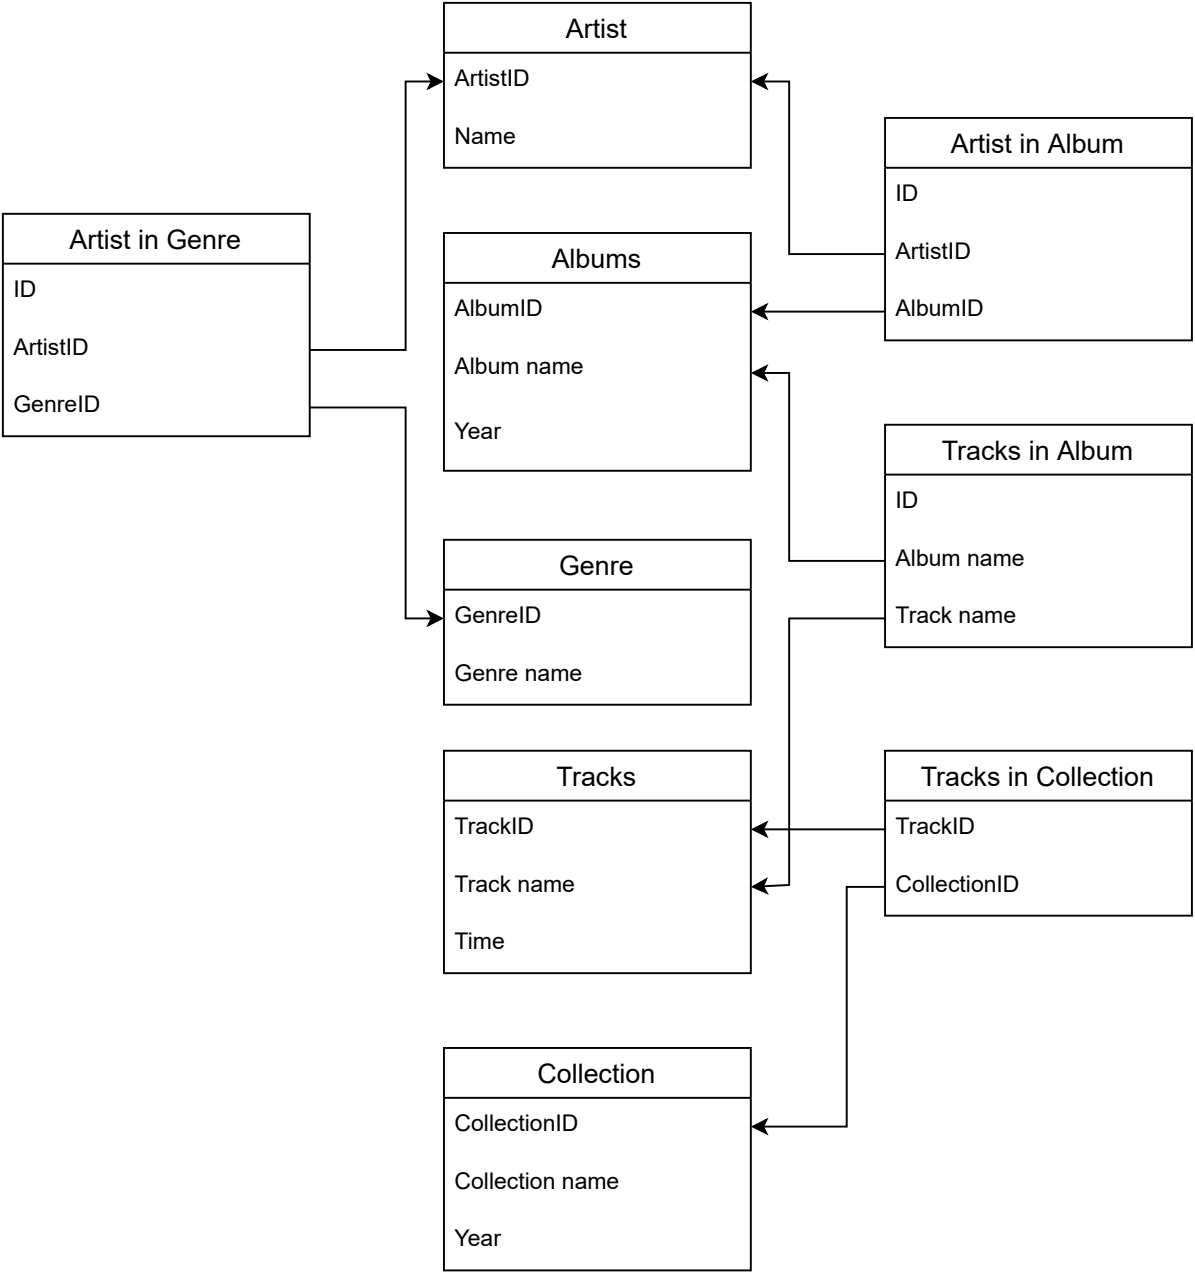 Artist
ArtistID
Name
Artist in Album
ID
ArtistID
AlbumID
Artist in Genre
ID
ArtistID
GenreID
Albums
AlbumID
Album name
Year
Tracks in Album
ID
Album name
Track name
Genre
GenreID
Genre name
Tracks
TrackID
Track name
Time
Tracks in Collection
TrackID
CollectionID
Collection
CollectionID
Collection name
Year